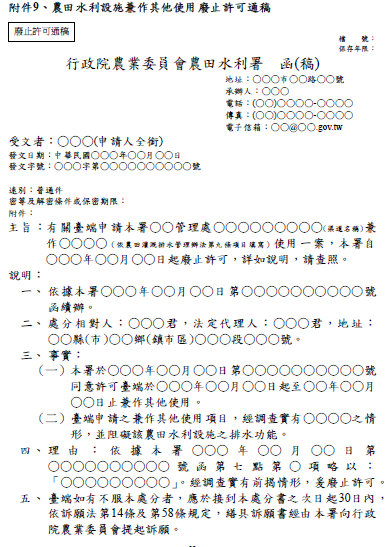 附件9、農田水利設施兼作其他使用廢止許可通稿
廢止許可通稿
檔　　號：
保存年限：
行政院農業委員會農田水利署　函(稿)
地址：○○○市○○路○○號
承辦人：○○○
電話：(○○)○○○○-○○○○
傳真：(○○)○○○○-○○○○
電子信箱：○○@○○.gov.tw
受文者：○○○(申請人全銜)
發文日期：中華民國○○○年○○月○○日
發文字號：○○○字第○○○○○○○○○○號
速別：普通件
密等及解密條件或保密期限：
附件：
主旨：有關臺端申請本署○○管理處○○○○○○○○○(渠道名稱)兼
作○○○○(依農田灌溉排水管理辦法第九條項目填寫)使用一案，本署自
○○○年○○月○○日起廢止許可，詳如說明，請查照。
說明：
一、依據本署○○○年○○月○○日第○○○○○○○○○○號
函續辦。
二、處分相對人：○○○君，法定代理人：○○○君，地址：
○○縣(市)○○鄉(鎮市區)○○○段○○○號。
三、事實：
(一)本署於○○○年○○月○○日第○○○○○○○○○○號
同意許可臺端於○○○年○○月○○日起至○○年○○月
○○日止兼作其他使用。
(二)臺端申請之兼作其他使用項目，經調查實有○○○○之情
形，並阻礙該農田水利設施之排水功能。
四、理由：依據本署○○○年○○月○○日第
○○○○○○○○○○號函第七點第○項略以：
「○○○○○○○○○」。經調查實有前揭情形，爰廢止許可。
五、臺端如有不服本處分者，應於接到本處分書之次日起30日內，
依訴願法第14條及第58條規定，繕具訴願書經由本署向行政
院農業委員會提起訴願。